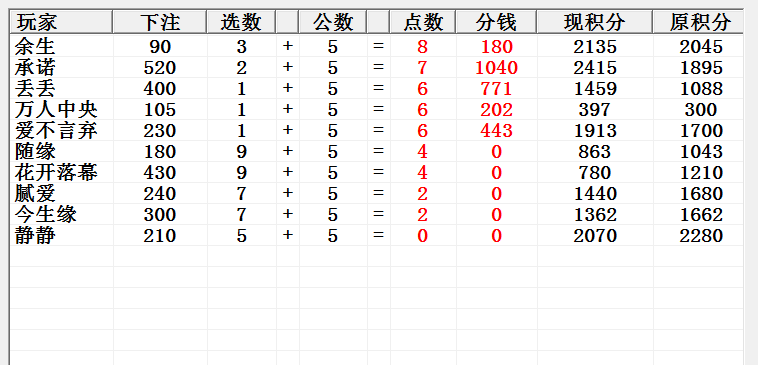 玩家 下注 选数 公数 点数 分钱 现积分 原积分
余生 90 3 + 5 = 8 180 2135 2045
承诺 520 2 + 5 = 7 1040 2415 1895
丢丢 400 1 + 5 = 6 771 1459 1088
万人中央 105 1 + 5 = 6 202 397 300
爱不言弃 230 1 + 5 = 6 443 1913 1700
随缘 180 9 + 5 = 4 0 863 1043
花开落幕 430 9 + 5 = 4 0 780 1210
腻爱 240 7 + 5 = 2 0 1440 1680
今生缘 300 7 + 5 = 2 0 1362 1662
静静 210 5 + 5 = 0 0 2070 2280